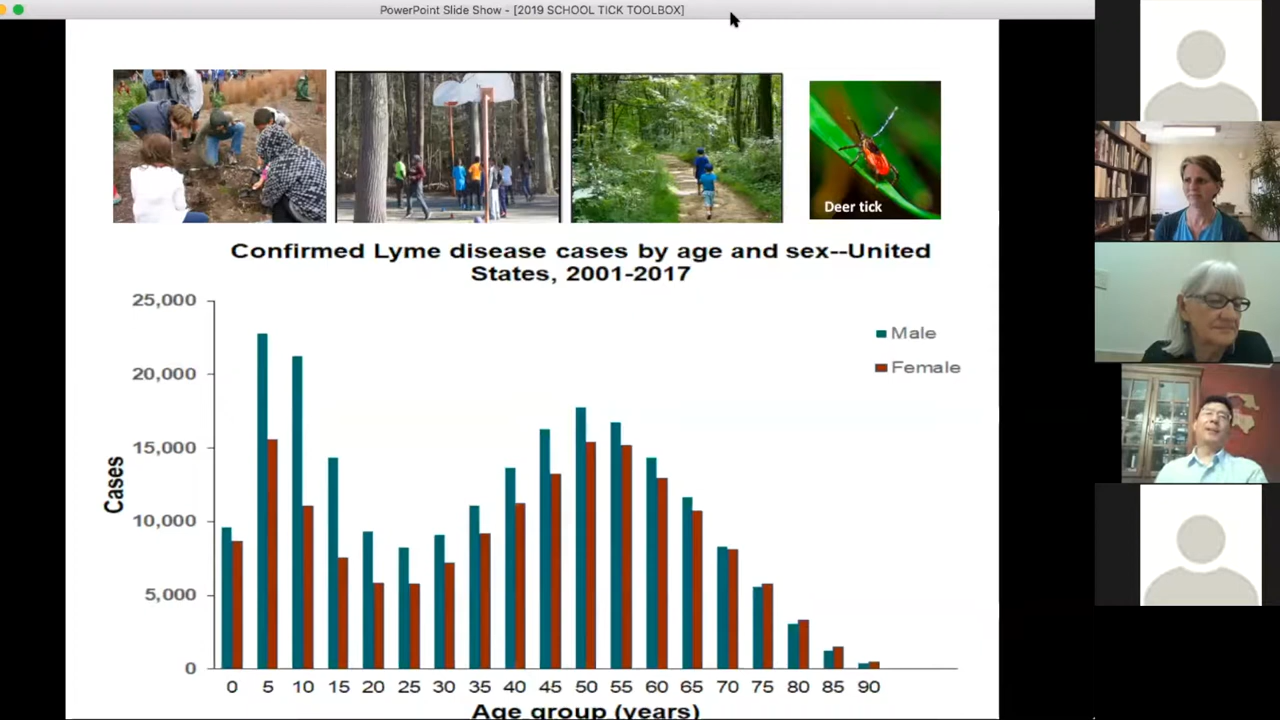 PowerPoint Slide Show - [2019 SCHOOL TICK TOOLBOX]
Deer tick
Confirmed Lyme disease cases by age and sex--United
States, 2001-2017
25,000
20,000
15,000
10,000
5,000
0
Cases
Male
Female
0 5 10 15 20 25 30 35 40 45 50 55 60 65 70 75 80 85 90
Age group (years)